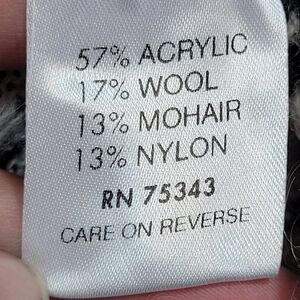 57% ACRYLIC
17% WOOL
13% MOHAIR
13% NYLON
RN 75343
CARE ON REVERSE